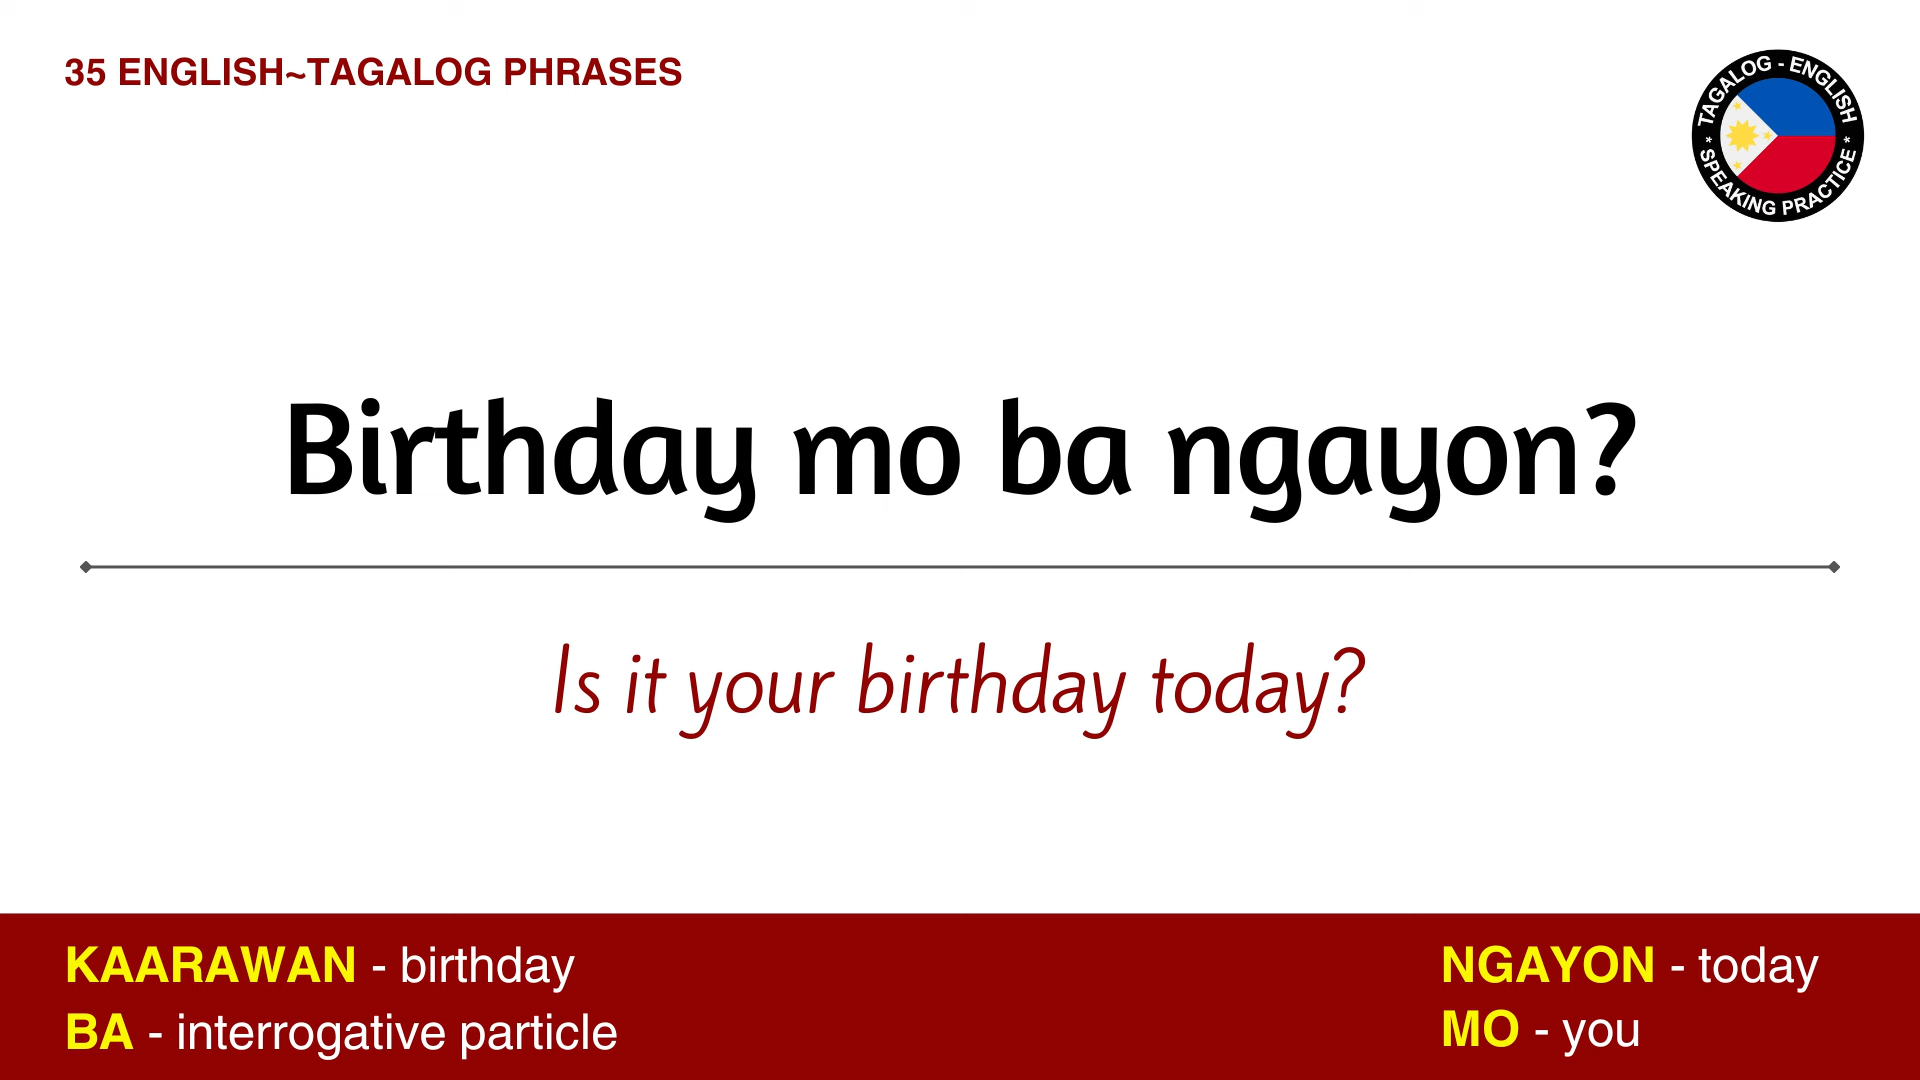 35 ENGLISH~TAGALOG PHRASES
TAGALOG - ENGLISH
* SPEAKING PRACTICE *
Birthday mo ba ngayon?
Is it your birthday today?
KAARAWAN - birthday
BA - interrogative particle
NGAYON - today
MO - you